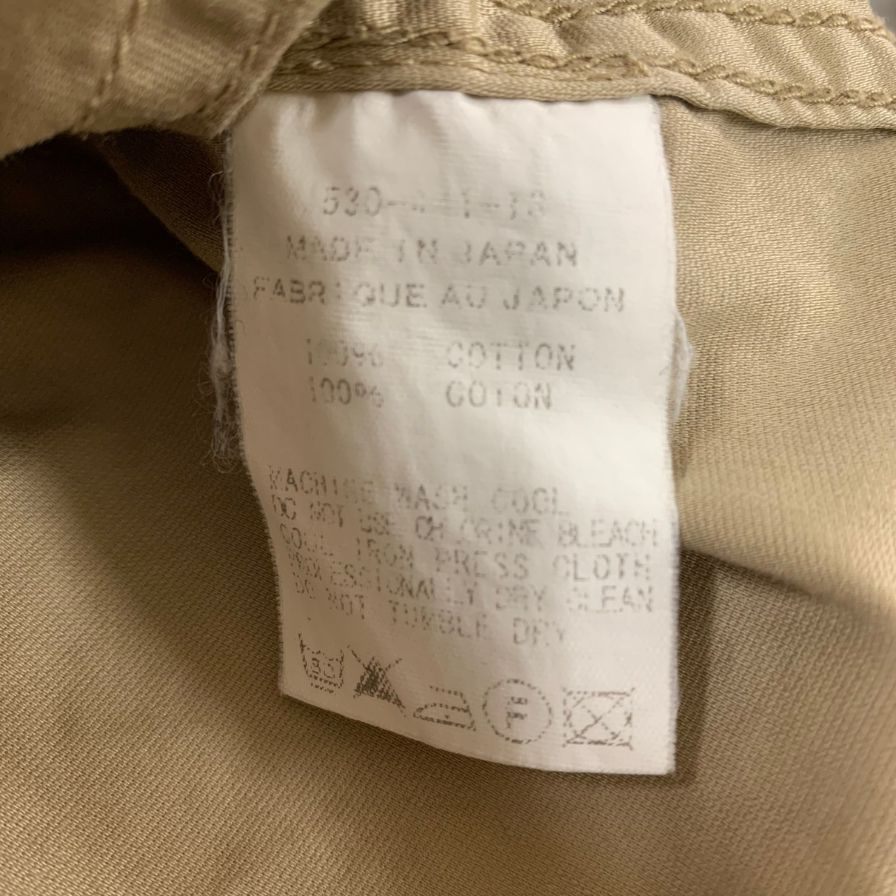 MADE IN JAPAN
FABRIQUE AU JAPON
100% COTTON
100% COTON
MACHINE WASH COOL
DO NOT USE CHLORINE BLEACH
COOL IRON PRESS CLOTH
PROFESSIONALLY DRY CLEAN
DO NOT TUMBLE DRY
30 F